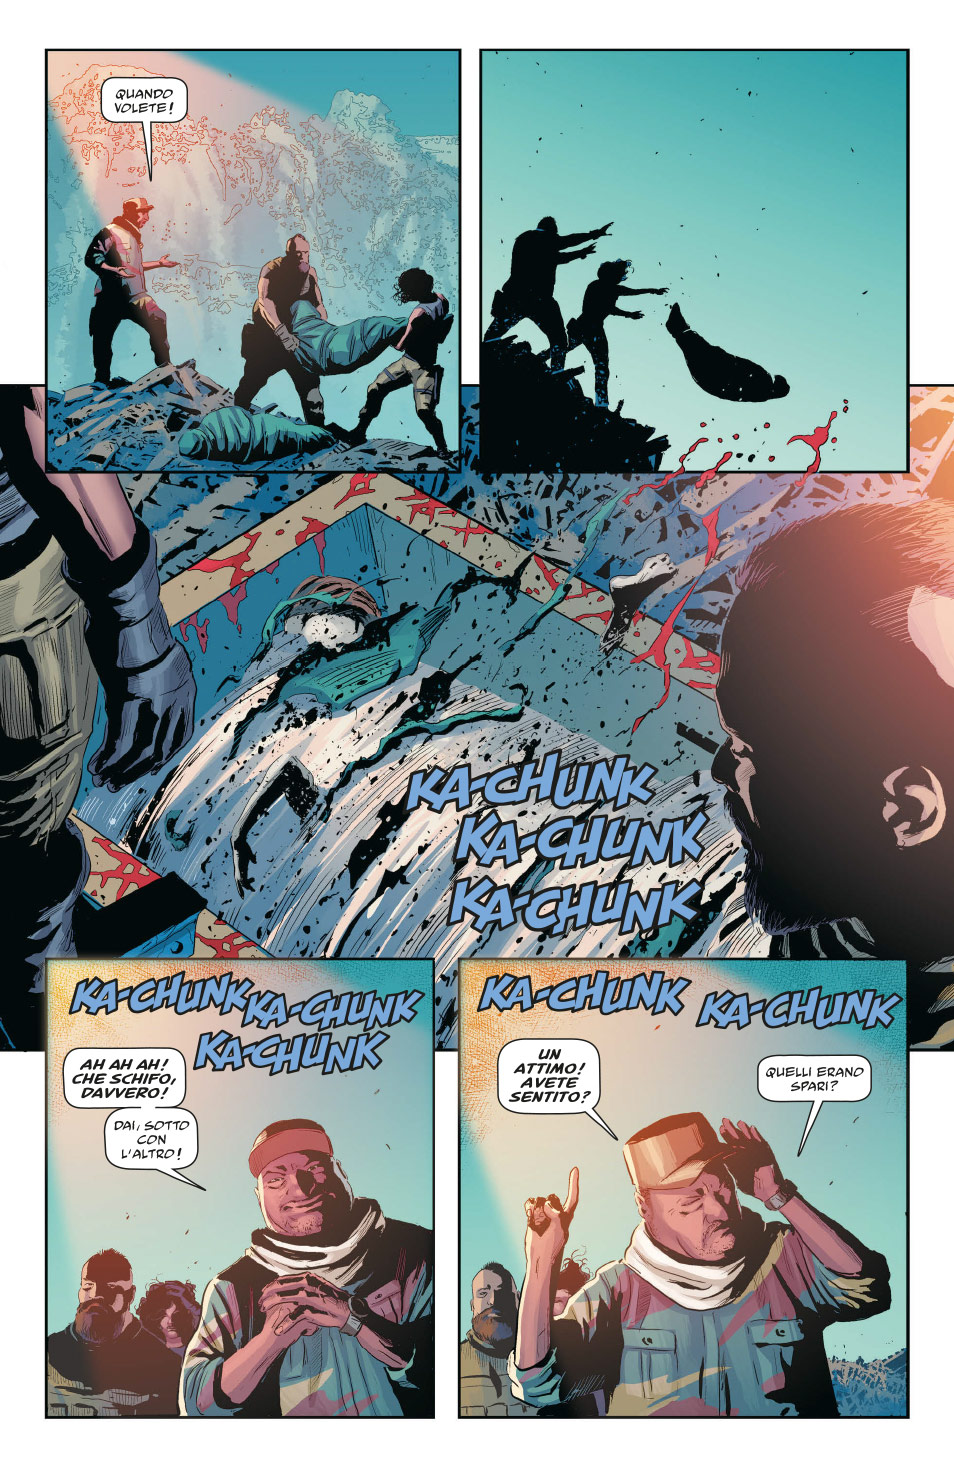 QUANDO
VOLETE!
KA-CHUNK
KA-CHUNK
KA-CHUNK
KA-CHUNK
KA-CHUNK
KA-CHUNK
AH AH AH!
CHE SCHIFO,
DAVVERO!
DAI, SOTTO
CON
L'ALTRO!
KA-CHUNK
KA-CHUNK
UN
ATTIMO!
AVETE
SENTITO?
QUELLI ERANO
SPARI?